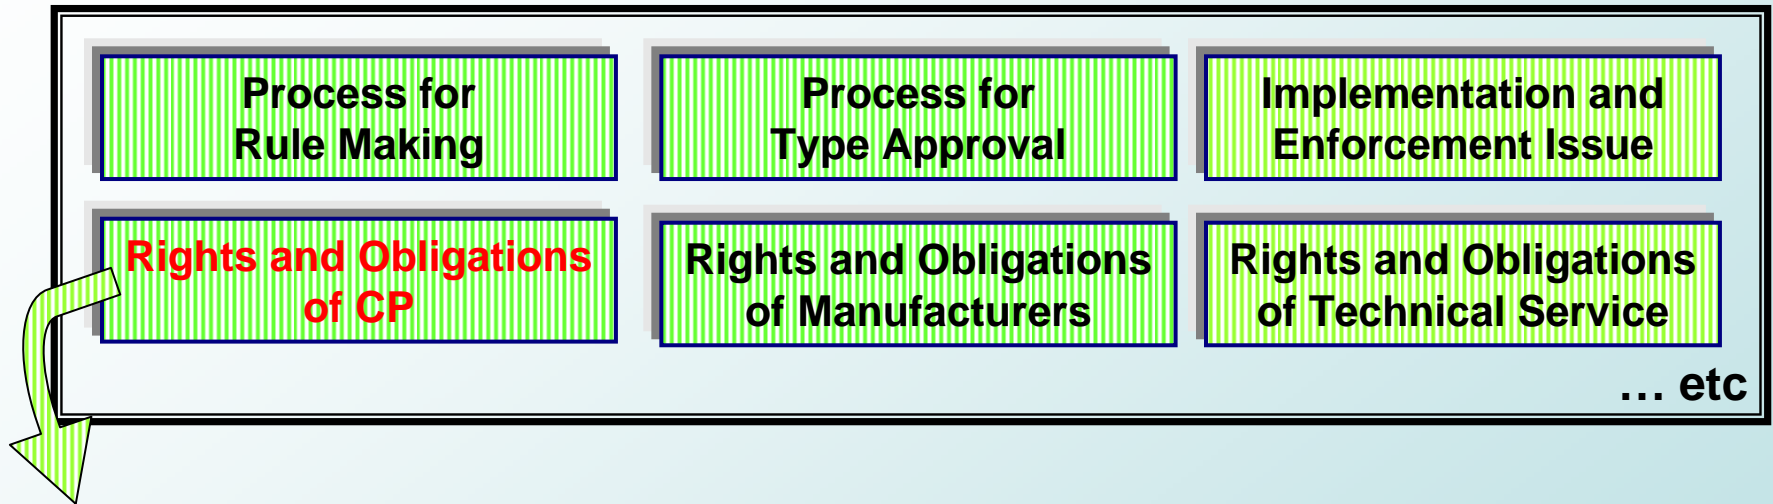 Process for
Rule Making
Process for
Type Approval
Implementation and
Enforcement Issue
Rights and Obligations
of CP
Rights and Obligations
of Manufacturers
Rights and Obligations
of Technical Service
… etc